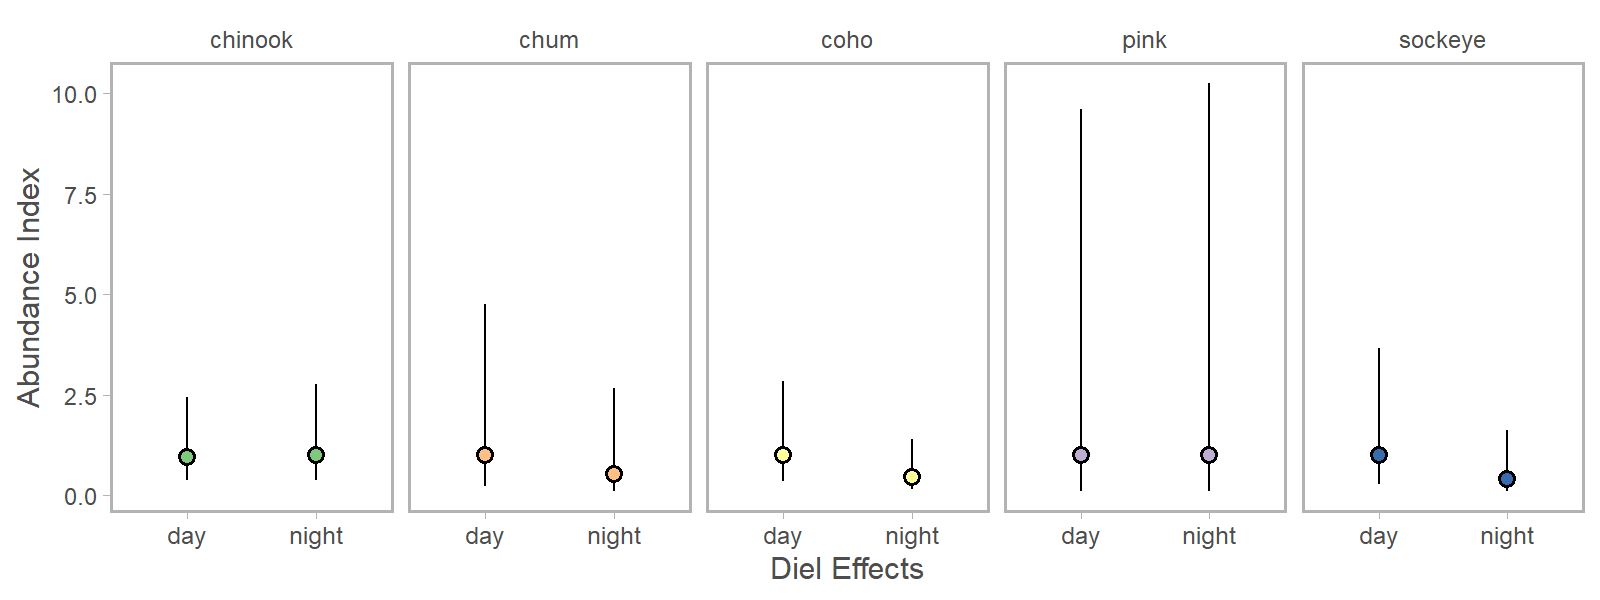 chinook chum coho pink sockeye
10.0
7.5
5.0
2.5
0.0
Abundance Index
day night day night day night day night day night
Diel Effects